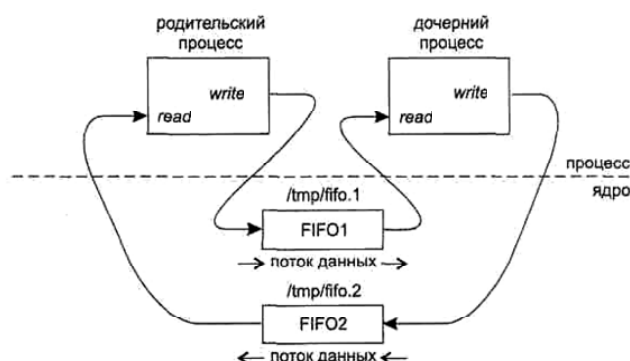 родительский
процесс
дочерний
процесс
write
read
write
read
процесс
ядро
/tmp/fifo.1
FIFO1
поток данных
/tmp/fifo.2
FIFO2
поток данных